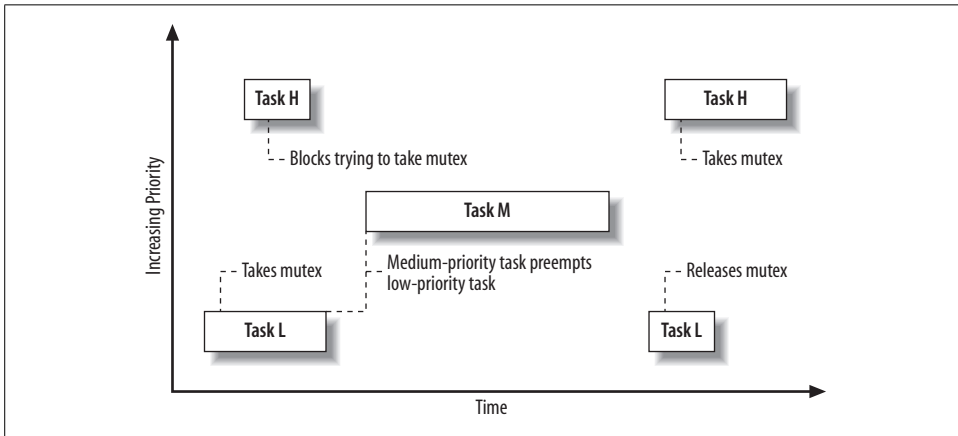 Task H
Task H
Blocks trying to take mutex
Takes mutex
Task M
Increasing Priority
Takes mutex
Medium-priority task preempts
low-priority task
Releases mutex
Task L
Task L
Time